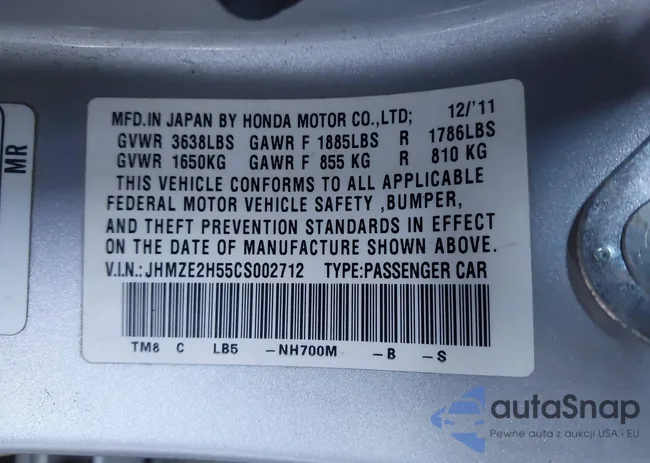 MFD.IN JAPAN BY HONDA MOTOR CO.,LTD; 12/'11
GVWR 3638LBS GAWR F 1885LBS R 1786LBS
GVWR 1650KG GAWR F 855 KG R 810 KG
THIS VEHICLE CONFORMS TO ALL APPLICABLE
FEDERAL MOTOR VEHICLE SAFETY ,BUMPER,
AND THEFT PREVENTION STANDARDS IN EFFECT
ON THE DATE OF MANUFACTURE SHOWN ABOVE.
V.I.N.:JHMZE2H55CS002712 TYPE:PASSENGER CAR
TM8 C LB5 -NH700M -B -S
MR
autaSnap
Pewne auta z aukcji USA i EU